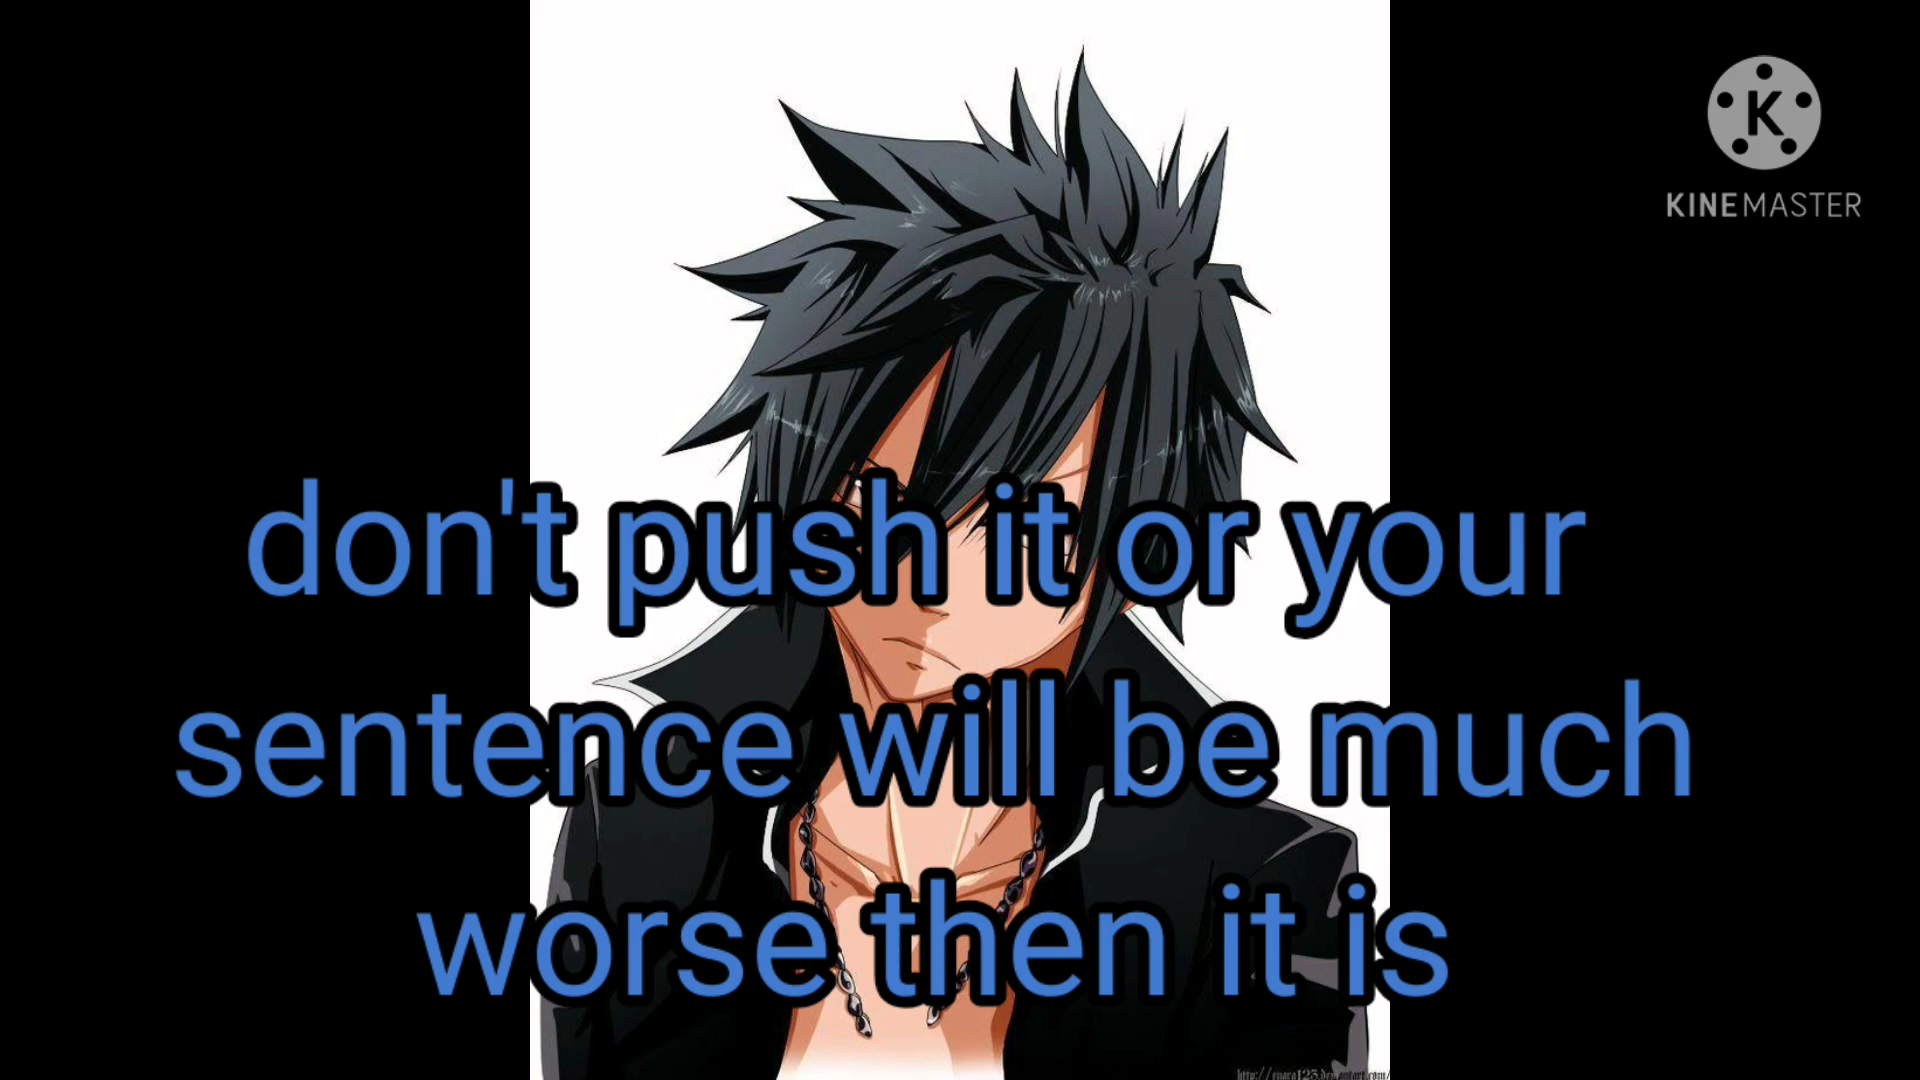 K
KINEMASTER
don't push it or your
sentence will be much
worse then it is